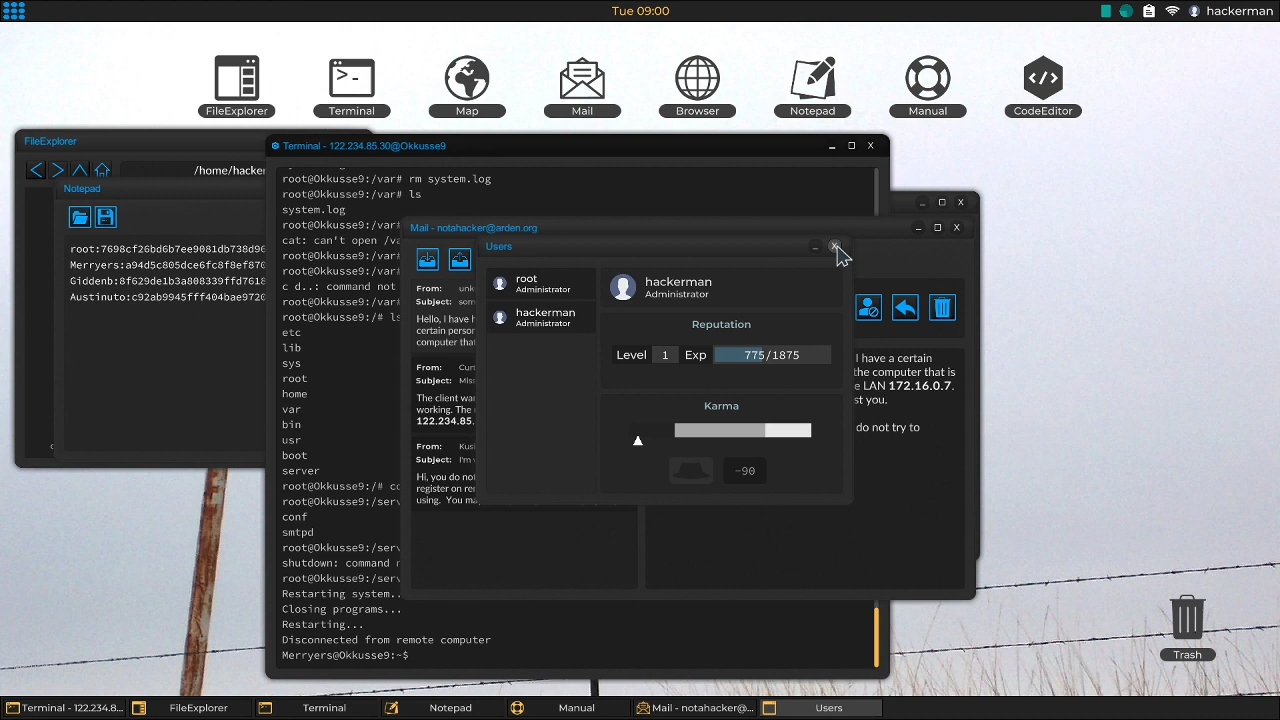 Tue 09:00
hackerman
FileExplorer
Terminal
Map
Mail
Browser
Notepad
Manual
CodeEditor
FileExplorer
/home/hacker
Notepad
root:7698cf26bd6b7ee9081db738d96
Merryers:a94d5c805dce6fc8f8ef870
Giddenb:8f629de1b3a808339ffd7618
Austinuto:c92ab9945fff404bae9720
Terminal - 122.234.85.30@Okkusse9
root@Okkusse9:/var# rm system.log
root@Okkusse9:/var# ls
system.log
root@Okkusse9:/var#
cat: can't open /va
root@Okkusse9:/var#
root@Okkusse9:/var#
c d..: command not
root@Okkusse9:/var#
root@Okkusse9:/# ls
etc
lib
sys
root
home
var
bin
usr
boot
server
root@Okkusse9:/# co
root@Okkusse9:/serv
conf
smtpd
root@Okkusse9:/serv
shutdown: command n
root@Okkusse9:/serv
Restarting system..
Closing programs...
Restarting...
Disconnected from remote computer
Merryers@Okkusse9:~$
Mail - notahacker@arden.org
From: unk
Subject: som
Hello, I have h
certain person
computer that
From: Curt
Subject: Miss
The client wan
working. The r
122.234.85.
From: Kusi
Subject: I'm
Hi, you do not
register on re
using. You ma
I have a certain
the computer that is
he LAN 172.16.0.7.
st you.
do not try to
Users
root
Administrator
hackerman
Administrator
hackerman
Administrator
Reputation
Level 1 Exp 775/1875
Karma
-90
Trash
Terminal - 122.234.8...
FileExplorer
Terminal
Notepad
Manual
Mail - notahacker@...
Users